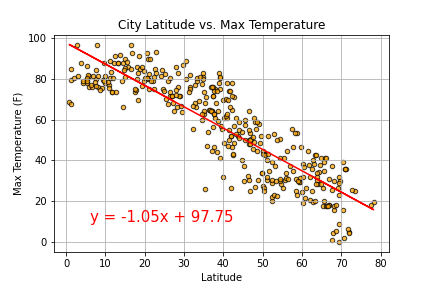 City Latitude vs. Max Temperature
100
80
60
40
20
0
Max Temperature (F)
y = -1.05x + 97.75
0 10 20 30 40 50 60 70 80
Latitude